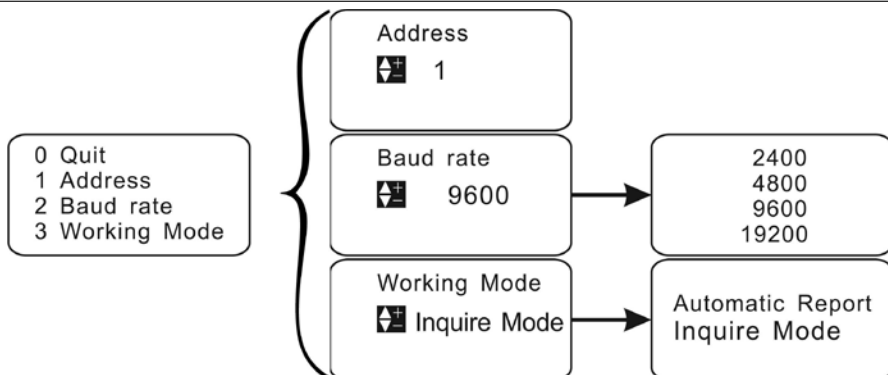 0 Quit
1 Address
2 Baud rate
3 Working Mode
Address
1
Baud rate
9600
2400
4800
9600
19200
Working Mode
Inquire Mode
Automatic Report
Inquire Mode